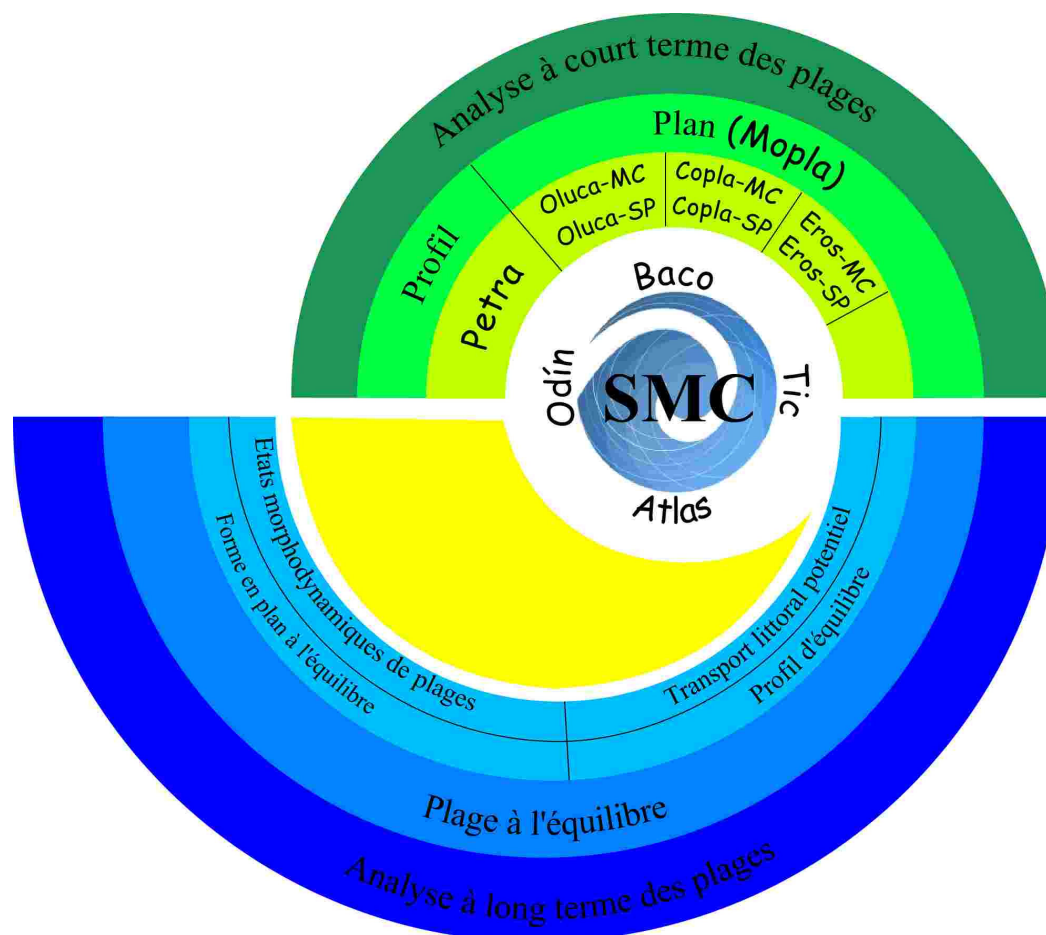 Analyse à court terme des plages
Plan (Mopla)
Profil
Petra
Oluca-MC
Oluca-SP
Copla-MC
Copla-SP
Eros-MC
Eros-SP
Baco
Odín
Tic
SMC
Atlas
Etats morphodynamiques de plages
Forme en plan à l'équilibre
Transport littoral potentiel
Profil d'équilibre
Plage à l'équilibre
Analyse à long terme des plages